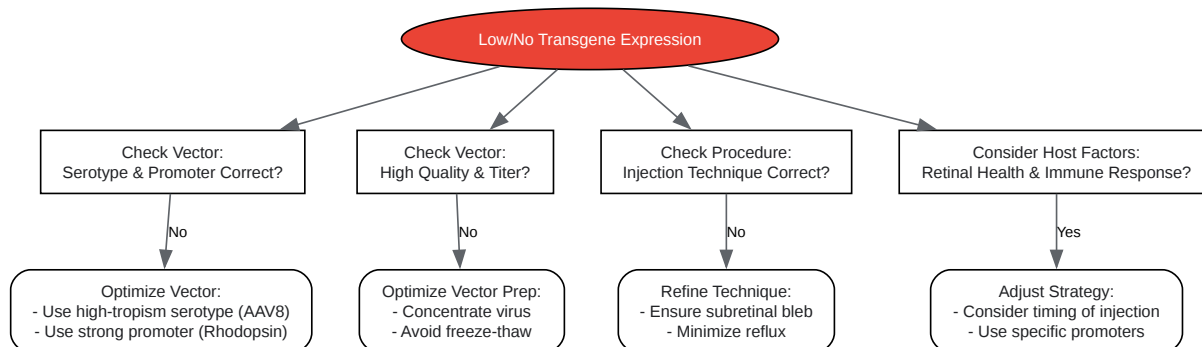 Low/No Transgene Expression
Check Vector:
Serotype & Promoter Correct?
Check Vector:
High Quality & Titer?
Check Procedure:
Injection Technique Correct?
Consider Host Factors:
Retinal Health & Immune Response?
No
No
No
Yes
Optimize Vector:
- Use high-tropism serotype (AAV8)
- Use strong promoter (Rhodopsin)
Optimize Vector Prep:
- Concentrate virus
- Avoid freeze-thaw
Refine Technique:
- Ensure subretinal bleb
- Minimize reflux
Adjust Strategy:
- Consider timing of injection
- Use specific promoters